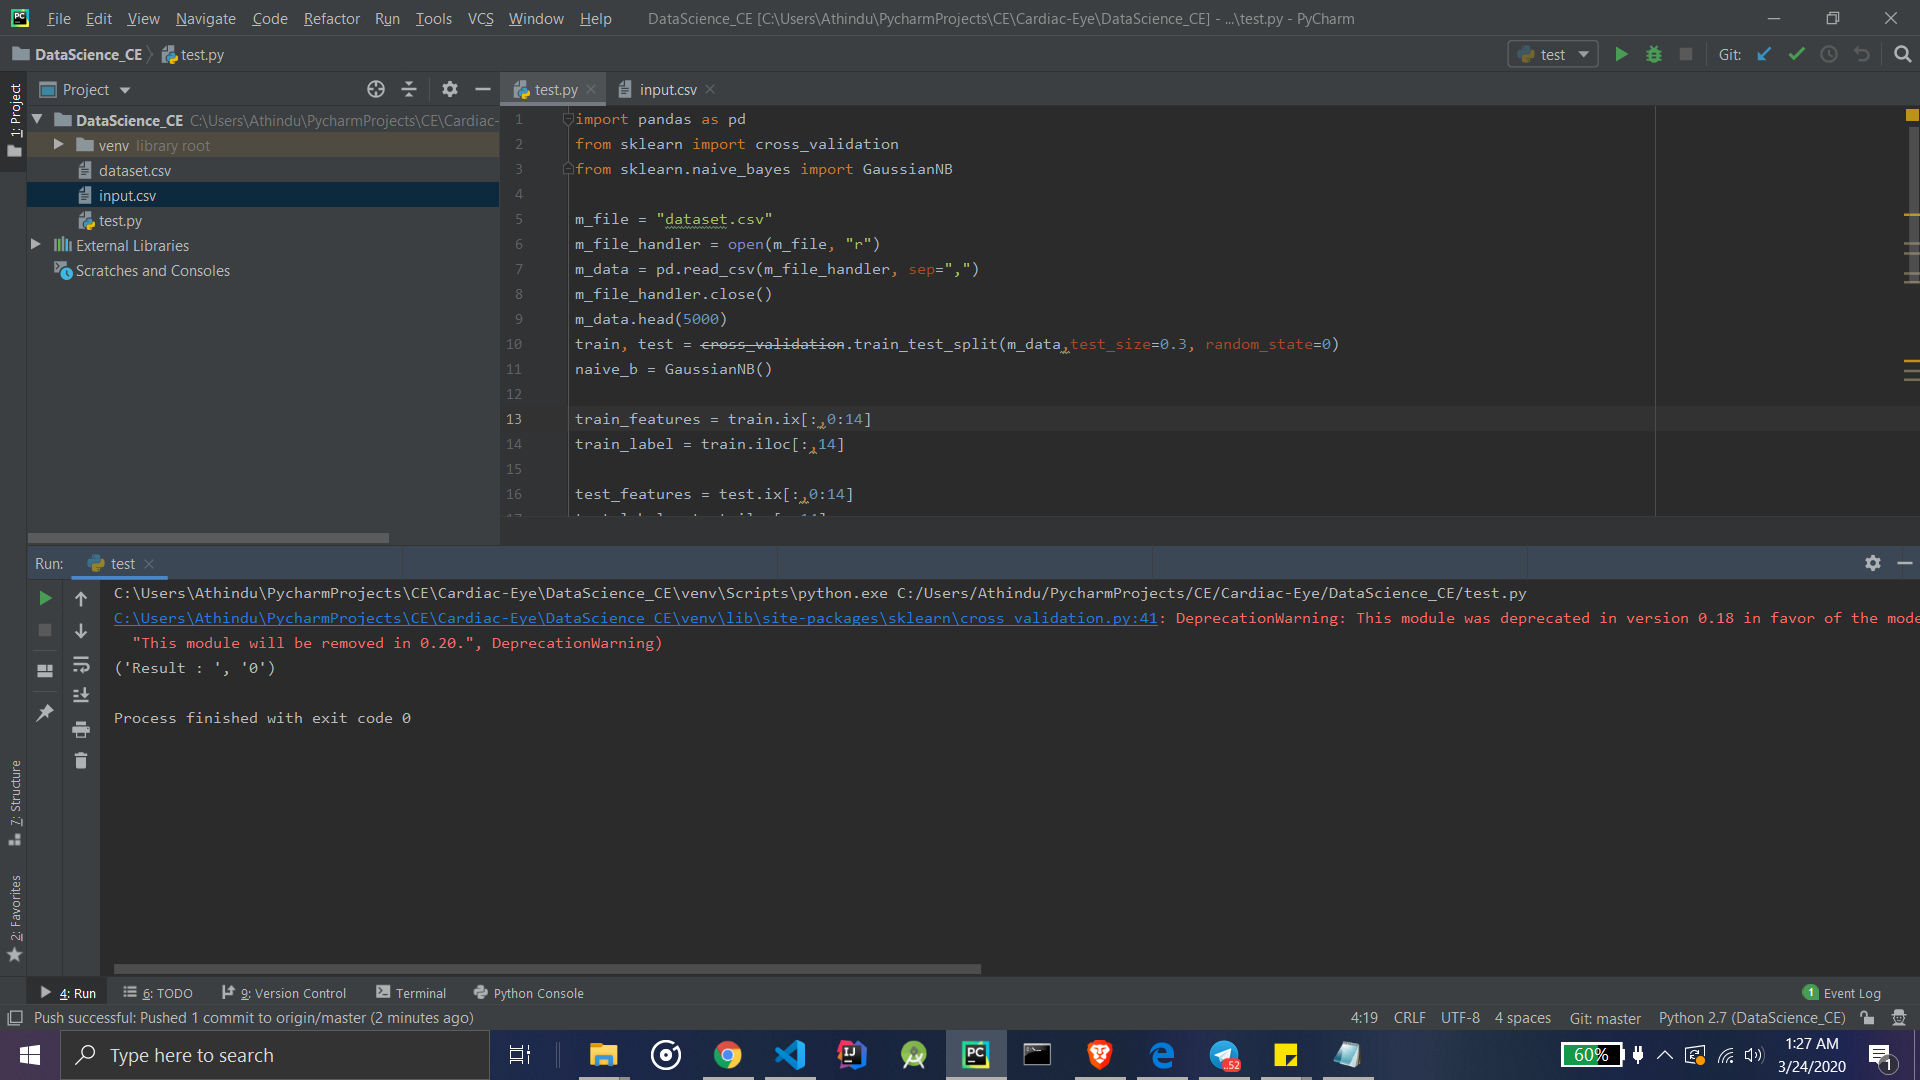 File Edit View Navigate Code Refactor Run Tools VCS Window Help DataScience_CE [C:\Users\Athindu\PycharmProjects\CE\Cardiac-Eye\DataScience_CE] - ...\test.py - PyCharm
DataScience_CE test.py test Git:
1: Project
Project
test.py input.csv
DataScience_CE C:\Users\Athindu\PycharmProjects\CE\Cardiac-
venv library root
dataset.csv
input.csv
test.py
External Libraries
Scratches and Consoles
1 import pandas as pd
2 from sklearn import cross_validation
3 from sklearn.naive_bayes import GaussianNB
4
5 m_file = "dataset.csv"
6 m_file_handler = open(m_file, "r")
7 m_data = pd.read_csv(m_file_handler, sep=",")
8 m_file_handler.close()
9 m_data.head(5000)
10 train, test = cross_validation.train_test_split(m_data,test_size=0.3, random_state=0)
11 naive_b = GaussianNB()
12
13 train_features = train.ix[:,0:14]
14 train_label = train.iloc[:,14]
15
16 test_features = test.ix[:,0:14]
Run: test
C:\Users\Athindu\PycharmProjects\CE\Cardiac-Eye\DataScience_CE\venv\Scripts\python.exe C:/Users/Athindu/PycharmProjects/CE/Cardiac-Eye/DataScience_CE/test.py
C:\Users\Athindu\PycharmProjects\CE\Cardiac-Eye\DataScience_CE\venv\lib\site-packages\sklearn\cross_validation.py:41: DeprecationWarning: This module was deprecated in version 0.18 in favor of the mode
"This module will be removed in 0.20.", DeprecationWarning)
('Result : ', '0')
Process finished with exit code 0
7: Structure
2: Favorites
4: Run 6: TODO 9: Version Control Terminal Python Console 1 Event Log
Push successful: Pushed 1 commit to origin/master (2 minutes ago) 4:19 CRLF UTF-8 4 spaces Git: master Python 2.7 (DataScience_CE)
Type here to search
PC
IJ
..52
60%
1:27 AM
3/24/2020
1